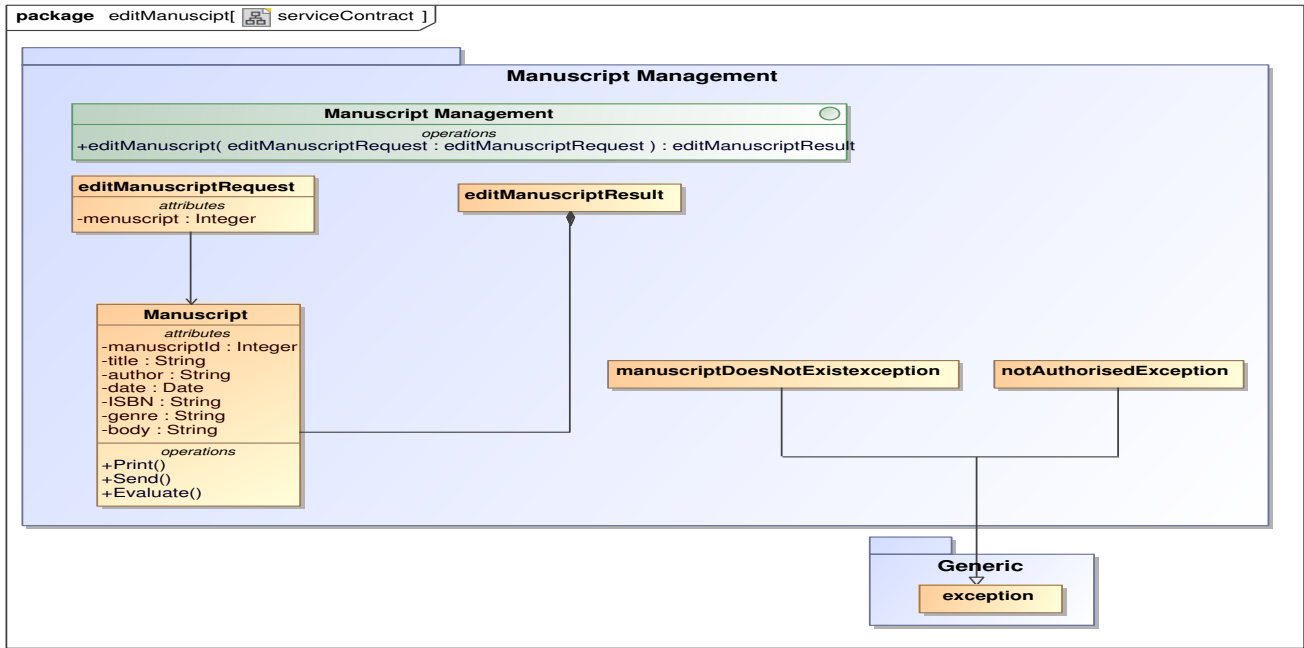 package editManuscipt[ serviceContract ]
Manuscript Management
Manuscript Management
operations
+editManuscript( editManuscriptRequest : editManuscriptRequest ) : editManuscriptResult
editManuscriptRequest
attributes
-menuscript : Integer
editManuscriptResult
Manuscript
attributes
-manuscriptId : Integer
-title : String
-author : String
-date : Date
-ISBN : String
-genre : String
-body : String
operations
+Print()
+Send()
+Evaluate()
manuscriptDoesNotExistexception
notAuthorisedException
Generic
exception